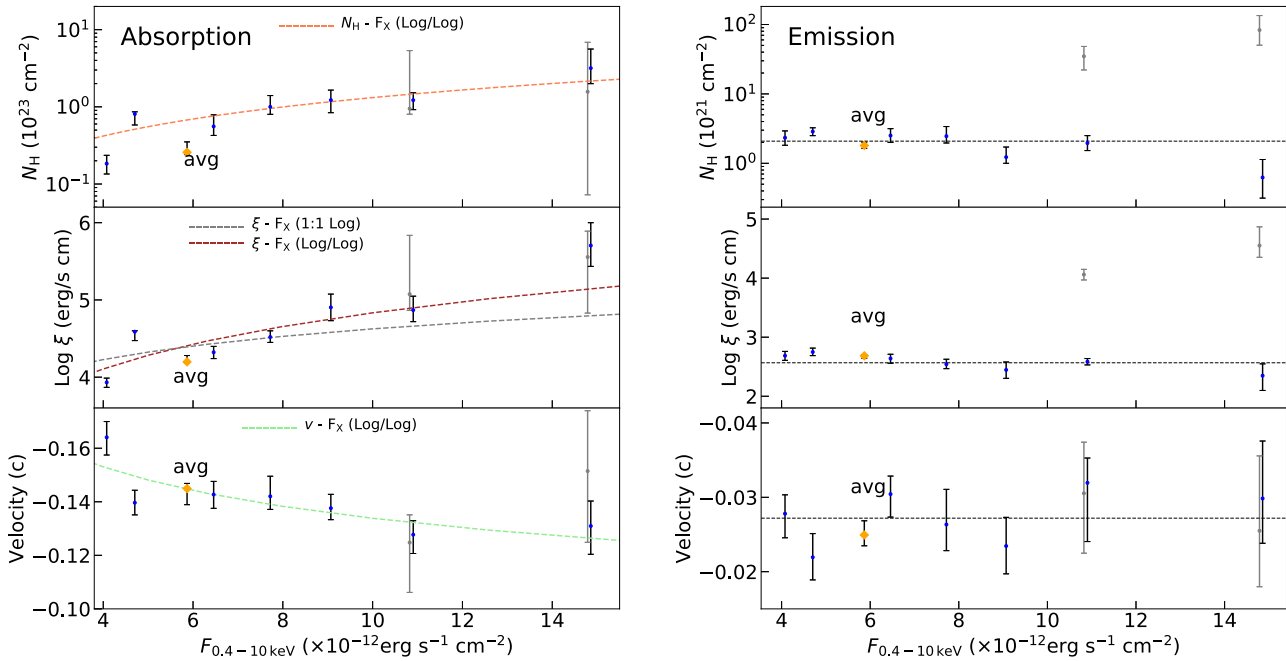 Absorption
N_H - F_X (Log/Log)
N_H (10^23 cm^−2)
10^1
10^0
10^−1
avg
ξ - F_X (1:1 Log)
ξ - F_X (Log/Log)
Log ξ (erg/s cm)
6
5
4
avg
v - F_X (Log/Log)
Velocity (c)
−0.16
−0.14
−0.12
−0.10
avg
4 6 8 10 12 14
F_0.4−10 keV (×10^−12 erg s^−1 cm^−2)
Emission
N_H (10^21 cm^−2)
10^2
10^1
10^0
avg
Log ξ (erg/s cm)
5
4
3
2
avg
Velocity (c)
−0.04
−0.03
−0.02
avg
4 6 8 10 12 14
F_0.4−10 keV (×10^−12 erg s^−1 cm^−2)